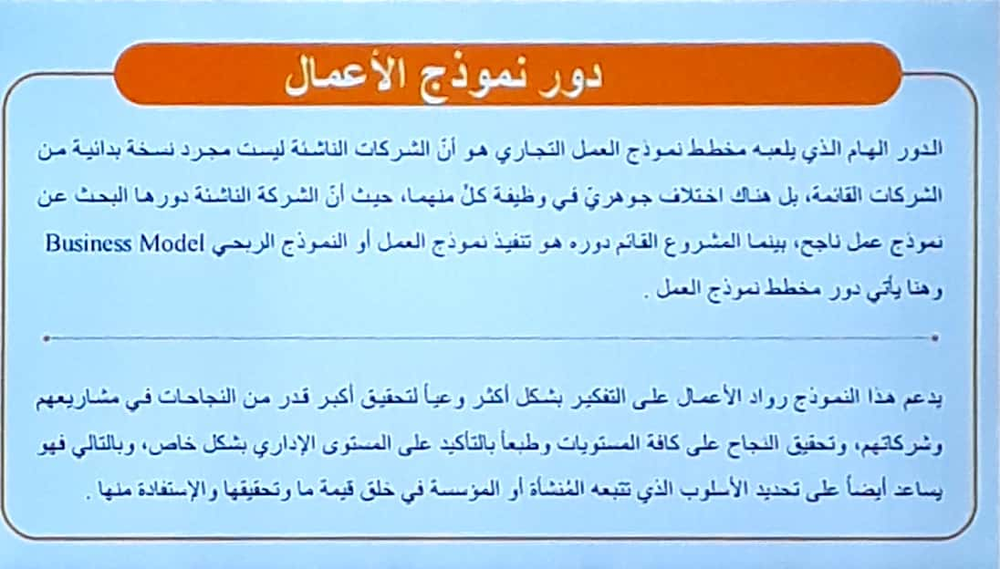 دور نموذج الأعمال
الدور الهام الذي يلعبه مخطط نموذج العمل التجاري هو أنّ الشركات الناشئة ليست مجرد نسخة بدائية من
الشركات القائمة، بل هناك اختلاف جوهريّ في وظيفة كلّ منهما، حيث أنّ الشركة الناشئة دورها البحث عن
نموذج عمل ناجح، بينما المشروع القائم دوره هو تنفيذ نموذج العمل أو النموذج الربحي Business Model
وهنا يأتي دور مخطط نموذج العمل .
يدعم هذا النموذج رواد الأعمال على التفكير بشكل أكثر وعياً لتحقيق أكبر قدر من النجاحات في مشاريعهم
وشركاتهم، وتحقيق النجاح على كافة المستويات وطبعاً بالتأكيد على المستوى الإداري بشكل خاص، وبالتالي فهو
يساعد أيضاً على تحديد الأسلوب الذي تتبعه المُنشأة أو المؤسسة في خلق قيمة ما وتحقيقها والإستفادة منها .